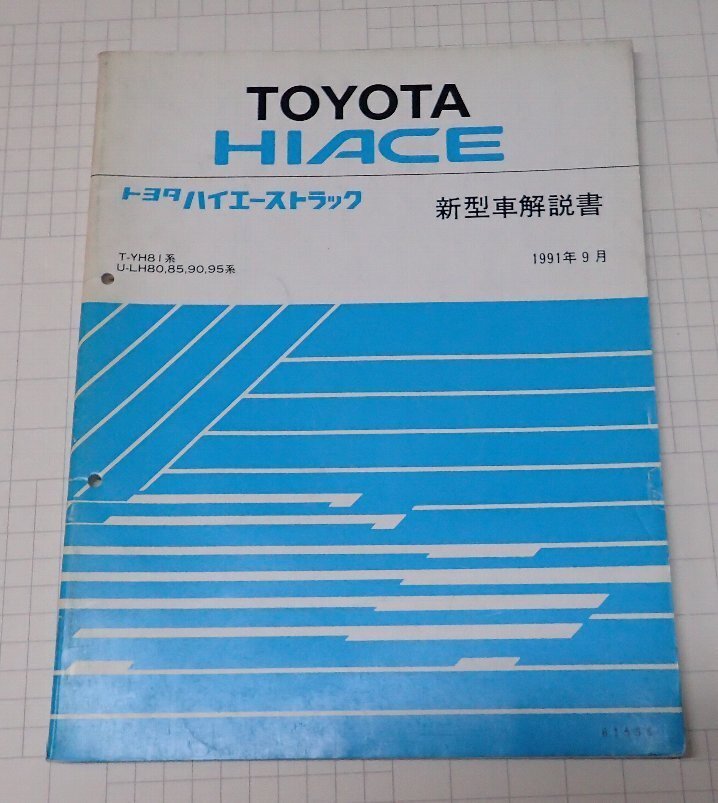 TOYOTA
HIACE
トヨタ ハイエーストラック
新型車解説書
T-YH81系
U-LH80,85,90,95系
1991年9月